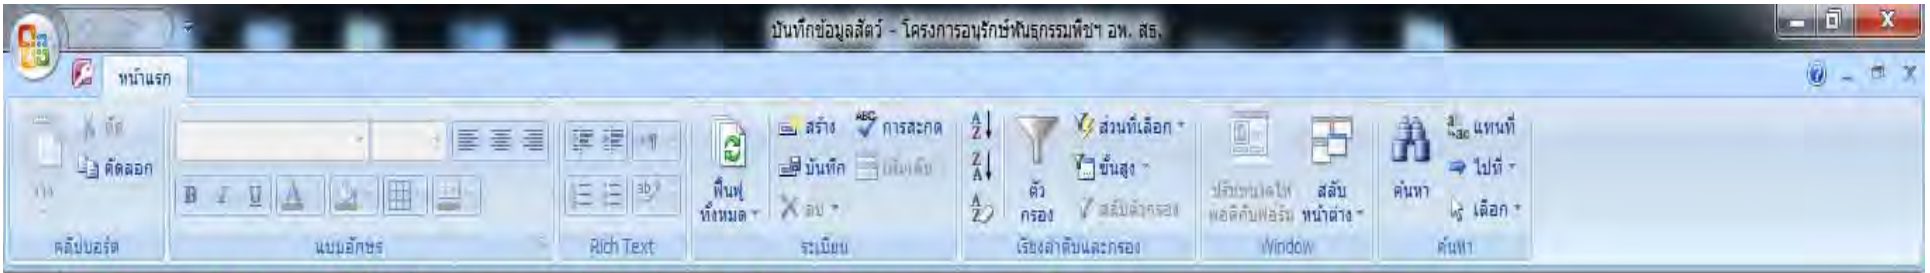 บันทึกข้อมูลสัตว์ - โครงการอนุรักษ์พันธุกรรมพืชฯ อพ. สธ.
หน้าแรก
ตัด
คัดลอก
คลิปบอร์ด
B I U A
แบบอักษร
Rich Text
ฟื้นฟู
ทั้งหมด
สร้าง
บันทึก
ลบ
ABC การสะกด
เพิ่มเติม
ระเบียน
ตัว
กรอง
ส่วนที่เลือก
ขั้นสูง
สลับตัวกรอง
เรียงลำดับและกรอง
ปรับขนาดให้
พอดีกับฟอร์ม
สลับ
หน้าต่าง
Window
ค้นหา
แทนที่
ไปที่
เลือก
ค้นหา